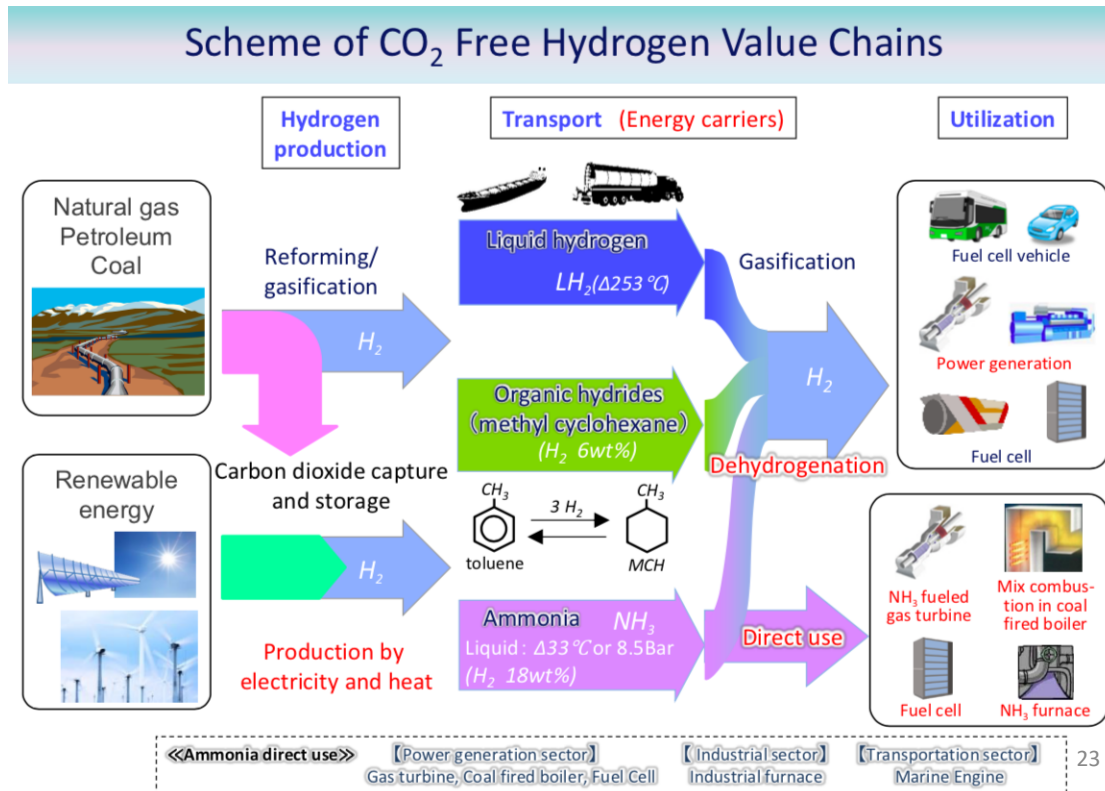 Scheme of CO₂ Free Hydrogen Value Chains
Hydrogen
production
Transport (Energy carriers)
Utilization
Natural gas
Petroleum
Coal
Reforming/
gasification
H₂
Carbon dioxide capture
and storage
Renewable
energy
H₂
Production by
electricity and heat
Liquid hydrogen
LH₂(Δ253℃)
Organic hydrides
(methyl cyclohexane)
(H₂ 6wt%)
CH₃
3 H₂
CH₃
toluene
MCH
Ammonia NH₃
Liquid: Δ33℃ or 8.5Bar
(H₂ 18wt%)
Gasification
H₂
Dehydrogenation
Direct use
Fuel cell vehicle
Power generation
Fuel cell
NH₃ fueled
gas turbine
Mix combus-
tion in coal
fired boiler
Fuel cell
NH₃ furnace
≪Ammonia direct use≫ 【Power generation sector】 【Industrial sector】 【Transportation sector】
Gas turbine, Coal fired boiler, Fuel Cell Industrial furnace Marine Engine
23